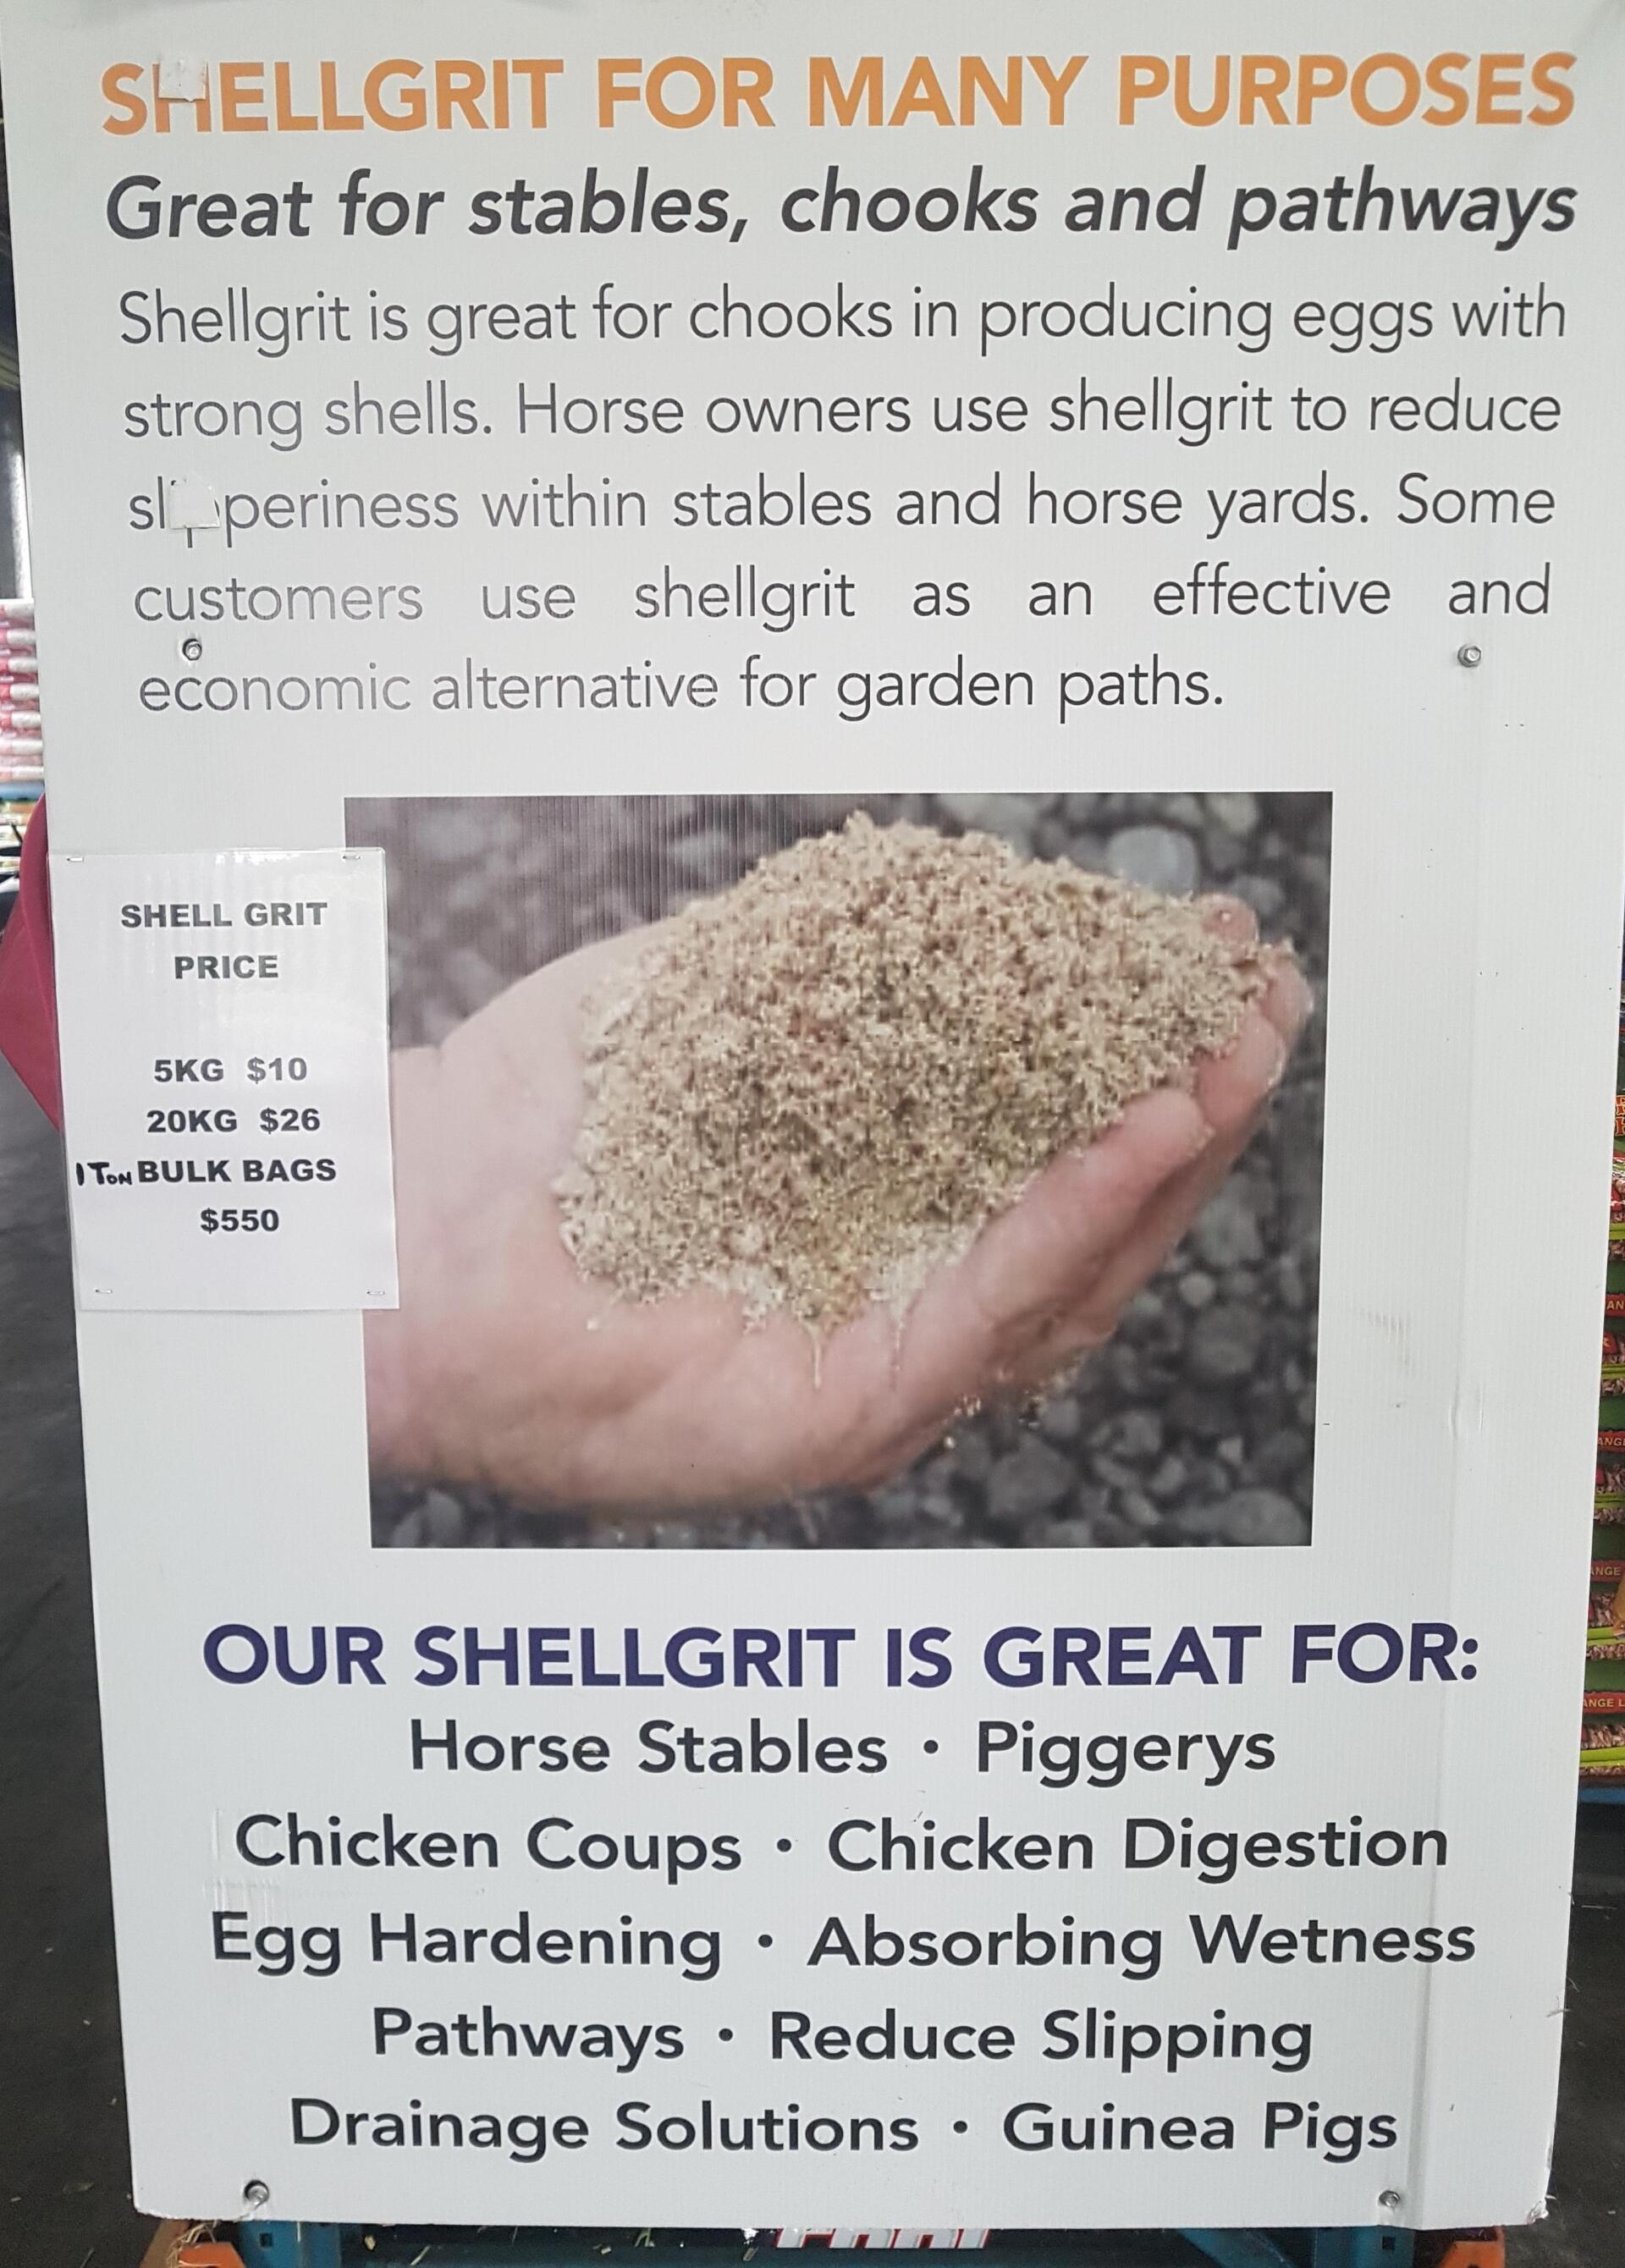 SHELLGRIT FOR MANY PURPOSES
Great for stables, chooks and pathways
Shellgrit is great for chooks in producing eggs with
strong shells. Horse owners use shellgrit to reduce
slipperiness within stables and horse yards. Some
customers use shellgrit as an effective and
economic alternative for garden paths.
SHELL GRIT
PRICE
5KG $10
20KG $26
1 Ton BULK BAGS
$550
OUR SHELLGRIT IS GREAT FOR:
Horse Stables • Piggerys
Chicken Coups • Chicken Digestion
Egg Hardening • Absorbing Wetness
Pathways • Reduce Slipping
Drainage Solutions • Guinea Pigs